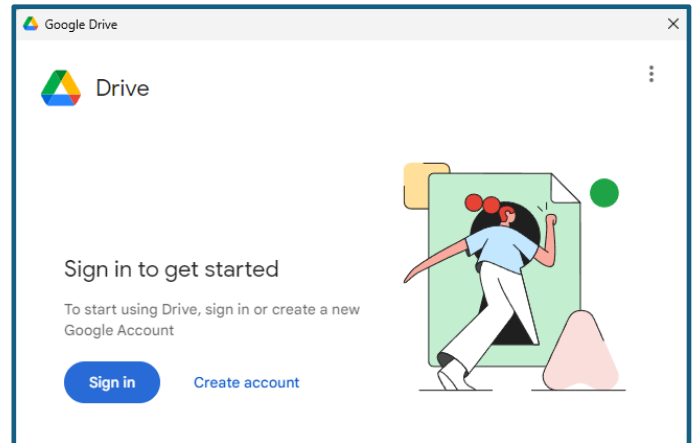 Google Drive
Drive
Sign in to get started
To start using Drive, sign in or create a new
Google Account
Sign in
Create account